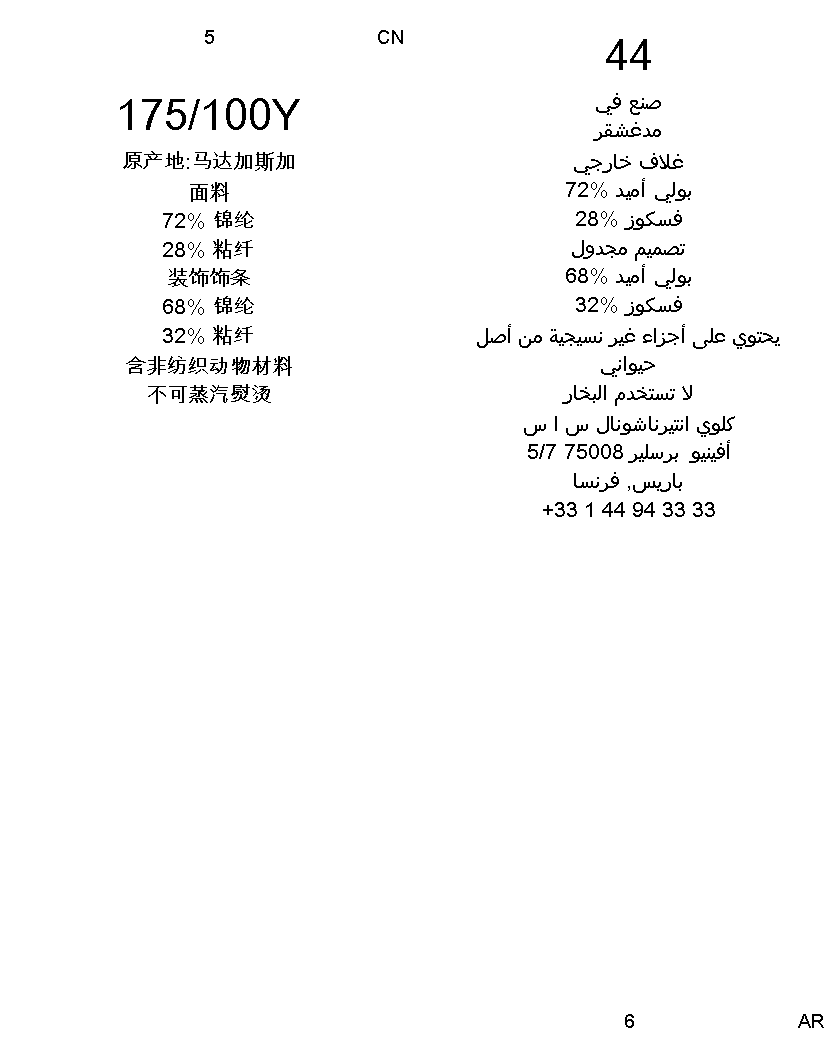 5
CN
175/100Y
原产地:马达加斯加
面料
72% 锦纶
28% 粘纤
装饰饰条
68% 锦纶
32% 粘纤
含非纺织动物材料
不可蒸汽熨烫
44
صنع في
مدغشقر
غلاف خارجي
بولي أميد %72
فسكوز %28
تصميم مجدول
بولي أميد %68
فسكوز %32
يحتوي على أجزاء غير نسيجية من أصل
حيواني
لا تستخدم البخار
كلوي انتيرناشونال س ا س
أفينيو برسلير 75008 5/7
باريس, فرنسا
+33 1 44 94 33 33
6
AR